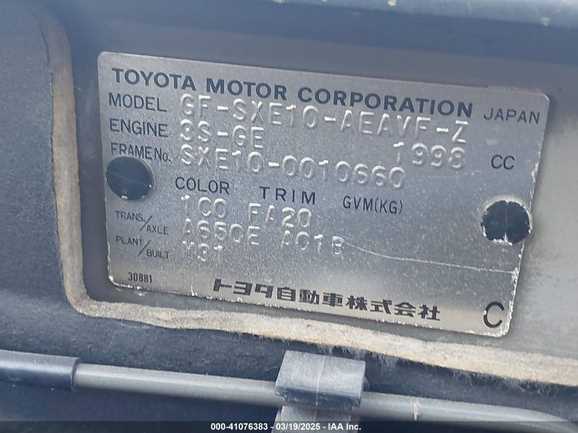 TOYOTA MOTOR CORPORATION JAPAN
MODEL GF-SXE10-AEAVF-Z
ENGINE 3S-GE 1998 CC
FRAME No. SXE10-0010660
COLOR TRIM GVM(KG)
1C0 FA20
TRANS./AXLE A650E A01B
PLANT/BUILT M31
30881
トヨタ自動車株式会社 C
000-41076383 - 03/19/2025 - IAA Inc.